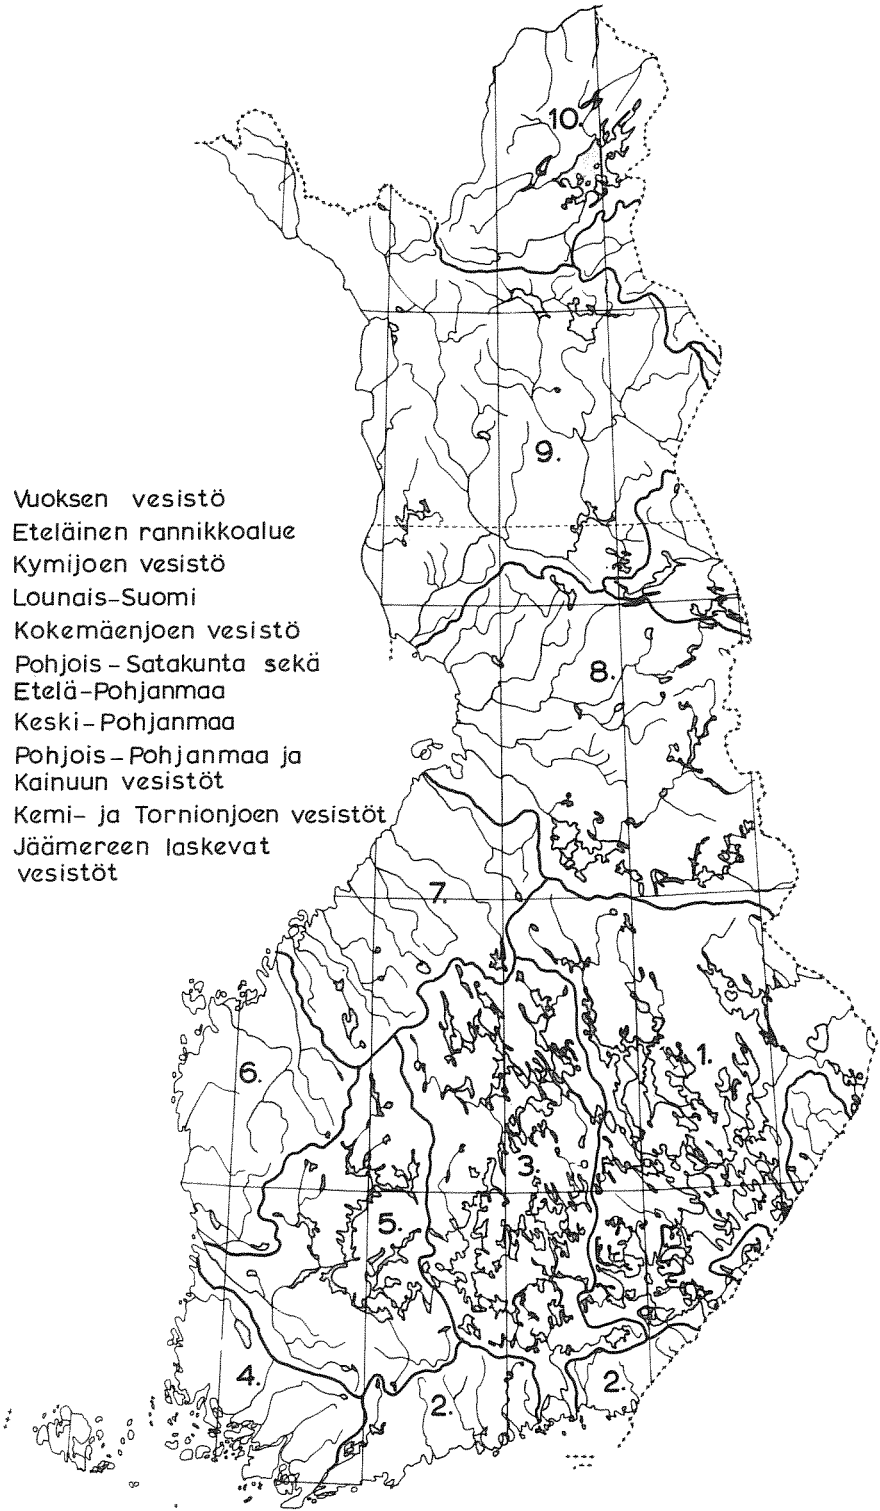 10.
9.
Vuoksen vesistö
Eteläinen rannikkoalue
Kymijoen vesistö
Lounais-Suomi
Kokemäenjoen vesistö
Pohjois-Satakunta sekä
Etelä-Pohjanmaa
Keski-Pohjanmaa
Pohjois-Pohjanmaa ja
Kainuun vesistöt
Kemi- ja Tornionjoen vesistöt
Jäämereen laskevat
vesistöt
8.
7.
6.
1.
3.
5.
4.
2.
2.